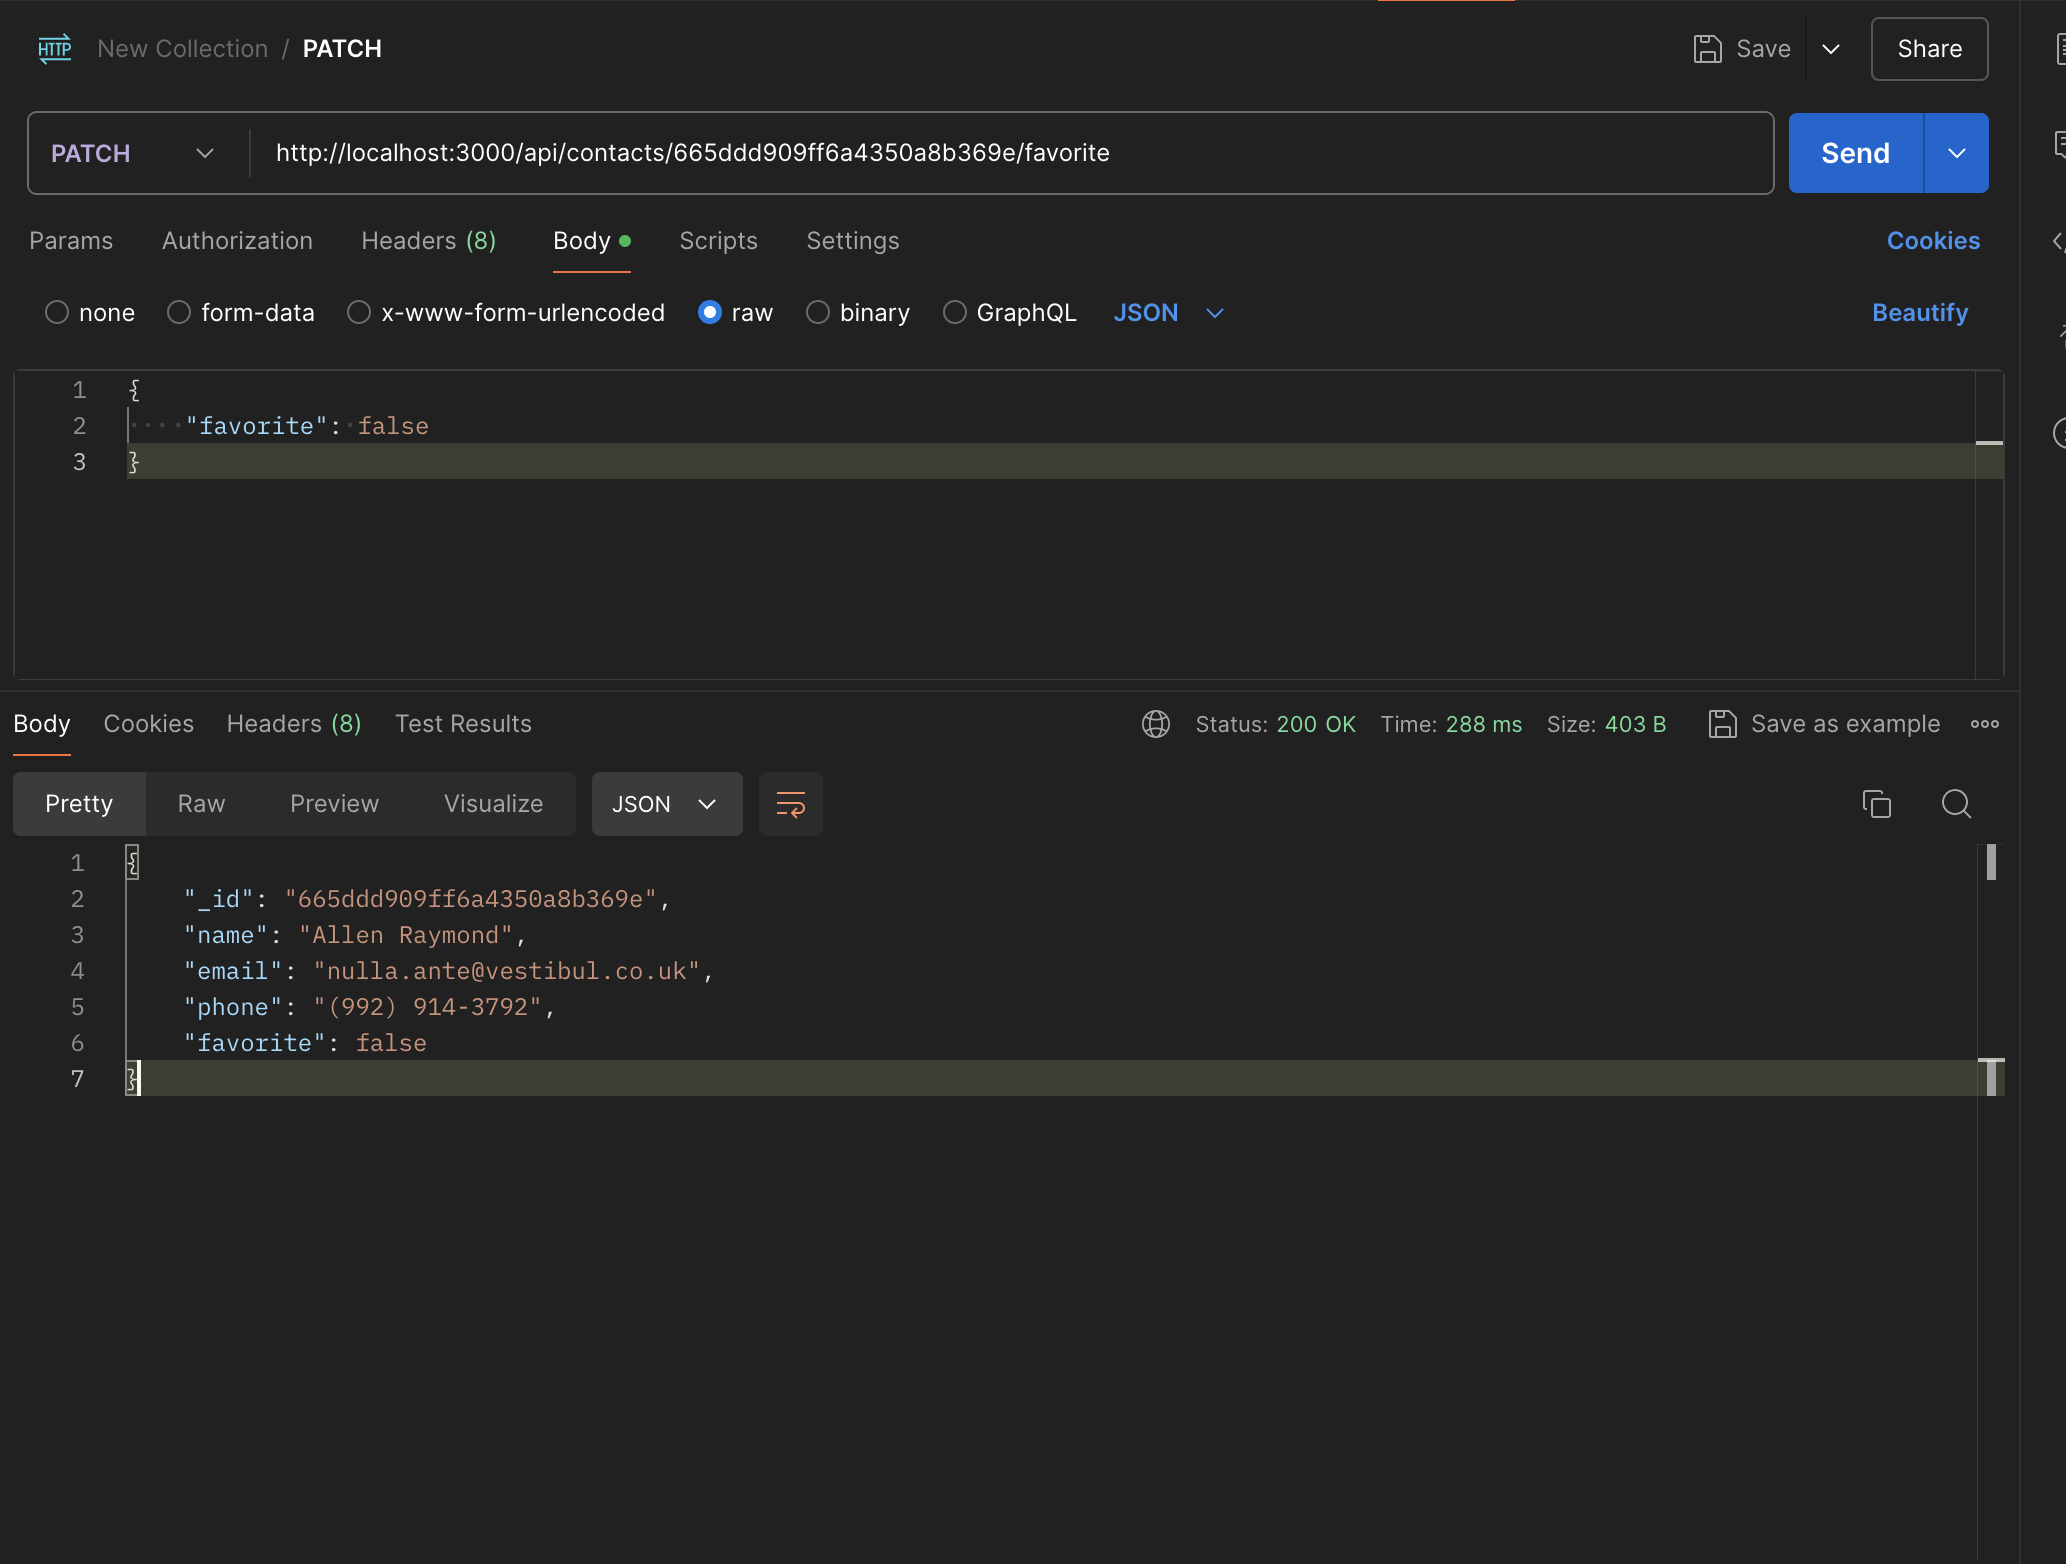 HTTP New Collection / PATCH Save Share
PATCH http://localhost:3000/api/contacts/665ddd909ff6a4350a8b369e/favorite Send
Params Authorization Headers (8) Body Scripts Settings Cookies
none form-data x-www-form-urlencoded raw binary GraphQL JSON Beautify
1 {
2 "favorite": false
3 }
Body Cookies Headers (8) Test Results Status: 200 OK Time: 288 ms Size: 403 B Save as example
Pretty Raw Preview Visualize JSON
1 {
2 "_id": "665ddd909ff6a4350a8b369e",
3 "name": "Allen Raymond",
4 "email": "nulla.ante@vestibul.co.uk",
5 "phone": "(992) 914-3792",
6 "favorite": false
7 }